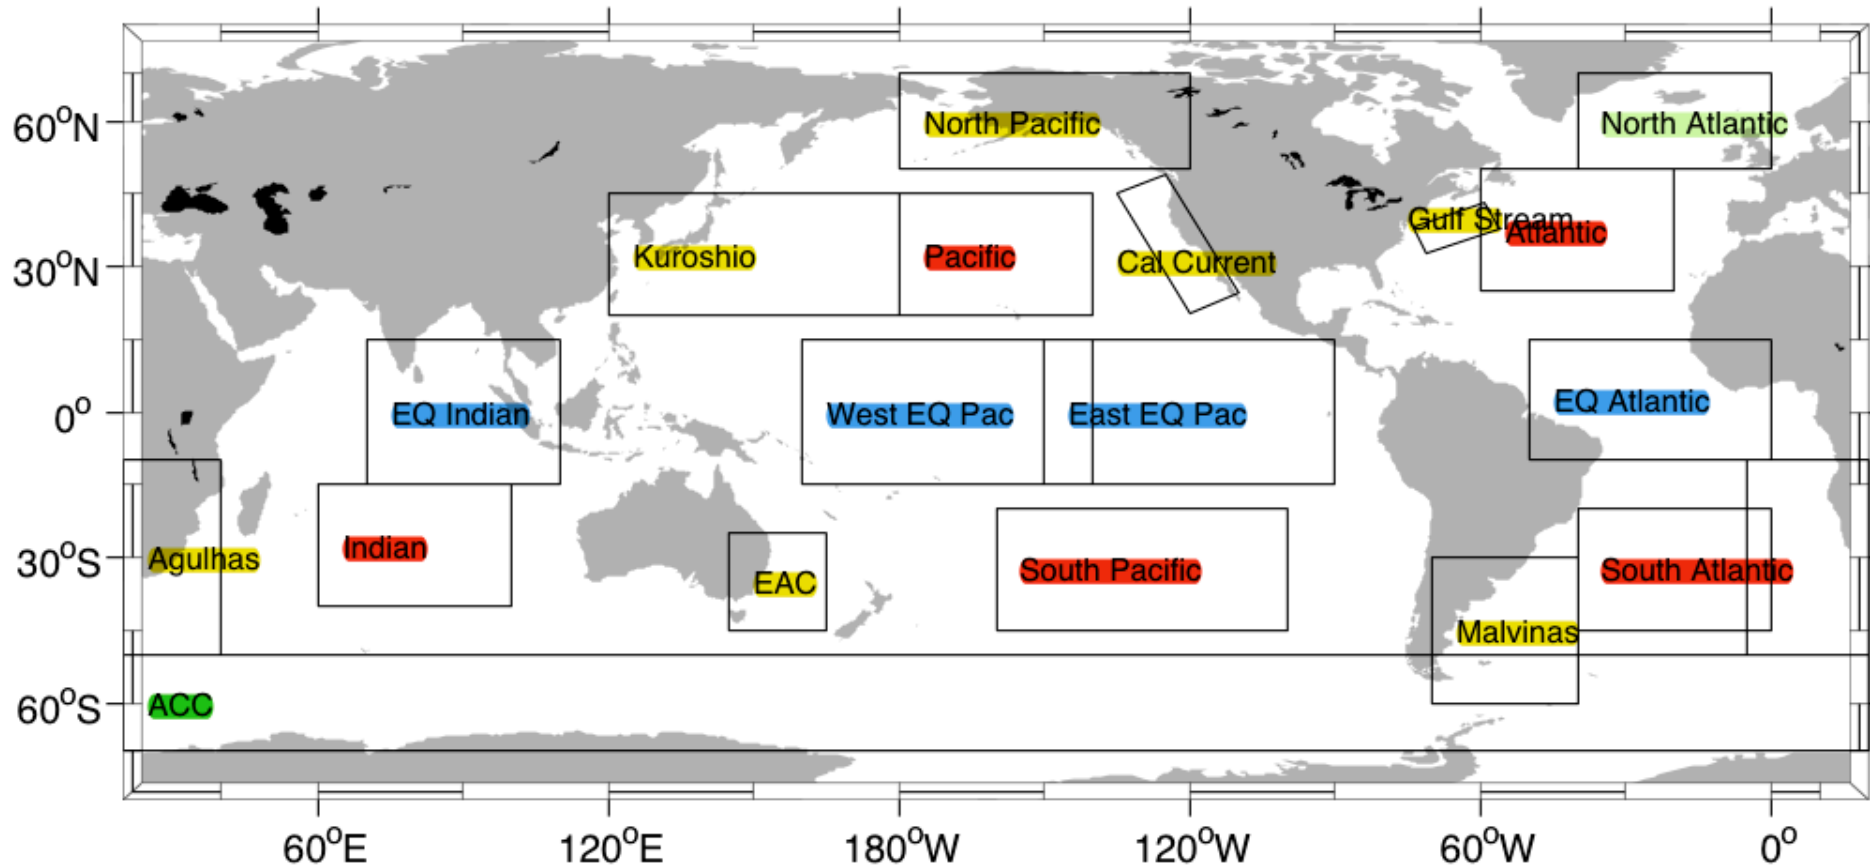 60°N
North Pacific
North Atlantic
Gulf Stream
Atlantic
Kuroshio
Pacific
Cal Current
30°N
EQ Indian
West EQ Pac
East EQ Pac
EQ Atlantic
0°
Indian
Agulhas
30°S
EAC
South Pacific
South Atlantic
Malvinas
60°S
ACC
60°E
120°E
180°W
120°W
60°W
0°